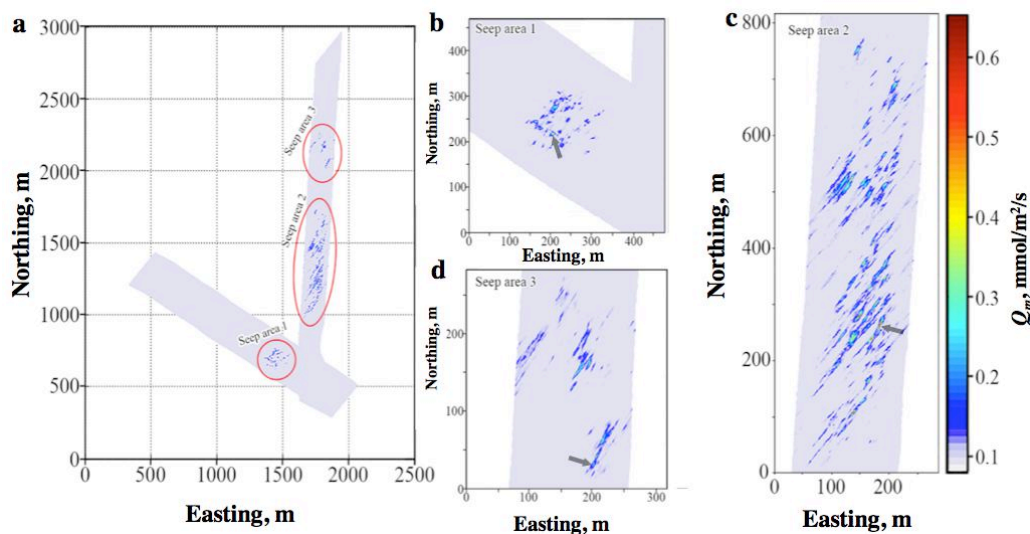 a
3000
2500
2000
1500
1000
500
0
0
500
1000
1500
2000
2500
Northing, m
Easting, m
Seep area 3
Seep area 2
Seep area 1
b
Seep area 1
400
300
200
100
0
0
100
200
300
400
Northing, m
Easting, m
d
Seep area 3
200
100
0
0
100
200
300
Northing, m
Easting, m
c
Seep area 2
800
600
400
200
0
0
100
200
Northing, m
Easting, m
0.6
0.5
0.4
0.3
0.2
0.1
Qm, mmol/m²/s